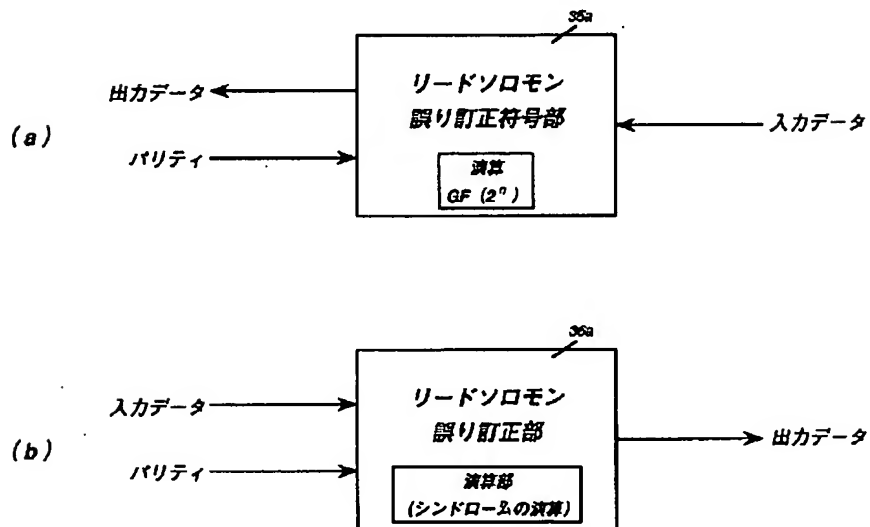 35a
リードソロモン
誤り訂正符号部
演算
GF (2ⁿ)
出力データ
パリティ
入力データ
(a)
36a
リードソロモン
誤り訂正部
演算部
(シンドロームの演算)
入力データ
パリティ
出力データ
(b)